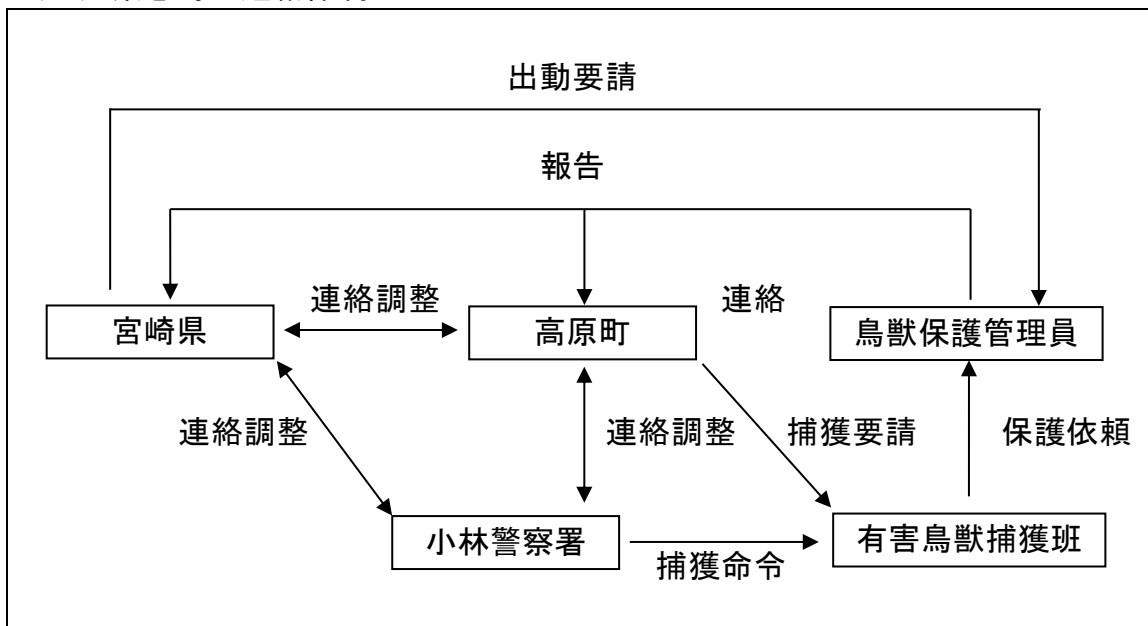 出動要請
報告
連絡調整
連絡
宮崎県
高原町
鳥獣保護管理員
連絡調整
連絡調整
捕獲要請
保護依頼
小林警察署
有害鳥獣捕獲班
捕獲命令